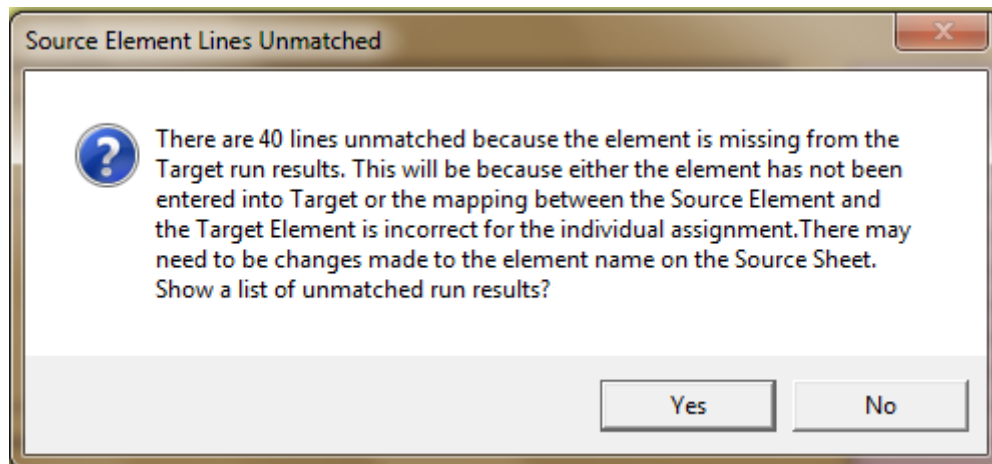 Source Element Lines Unmatched
There are 40 lines unmatched because the element is missing from the
Target run results. This will be because either the element has not been
entered into Target or the mapping between the Source Element and
the Target Element is incorrect for the individual assignment.There may
need to be changes made to the element name on the Source Sheet.
Show a list of unmatched run results?
Yes
No